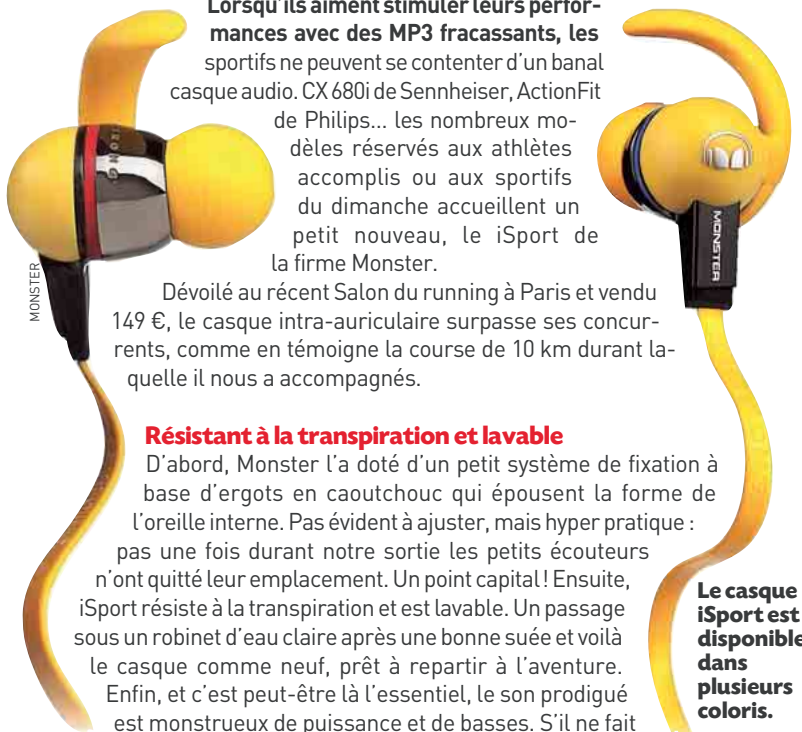 Lorsqu'ils aiment stimuler leurs perfor-
mances avec des MP3 fracassants, les
sportifs ne peuvent se contenter d'un banal
casque audio. CX 680i de Sennheiser, ActionFit
de Philips... les nombreux mo-
dèles réservés aux athlètes
accomplis ou aux sportifs
du dimanche accueillent un
petit nouveau, le iSport de
la firme Monster.
Dévoilé au récent Salon du running à Paris et vendu
149 €, le casque intra-auriculaire surpasse ses concur-
rents, comme en témoigne la course de 10 km durant la-
quelle il nous a accompagnés.
Résistant à la transpiration et lavable
D'abord, Monster l'a doté d'un petit système de fixation à
base d'ergots en caoutchouc qui épousent la forme de
l'oreille interne. Pas évident à ajuster, mais hyper pratique :
pas une fois durant notre sortie les petits écouteurs
n'ont quitté leur emplacement. Un point capital ! Ensuite,
iSport résiste à la transpiration et est lavable. Un passage
sous un robinet d'eau claire après une bonne suée et voilà
le casque comme neuf, prêt à repartir à l'aventure.
Enfin, et c'est peut-être là l'essentiel, le son prodigué
est monstrueux de puissance et de basses. S'il ne fait
Le casque
iSport est
disponible
dans
plusieurs
coloris.
MONSTER
MONSTER